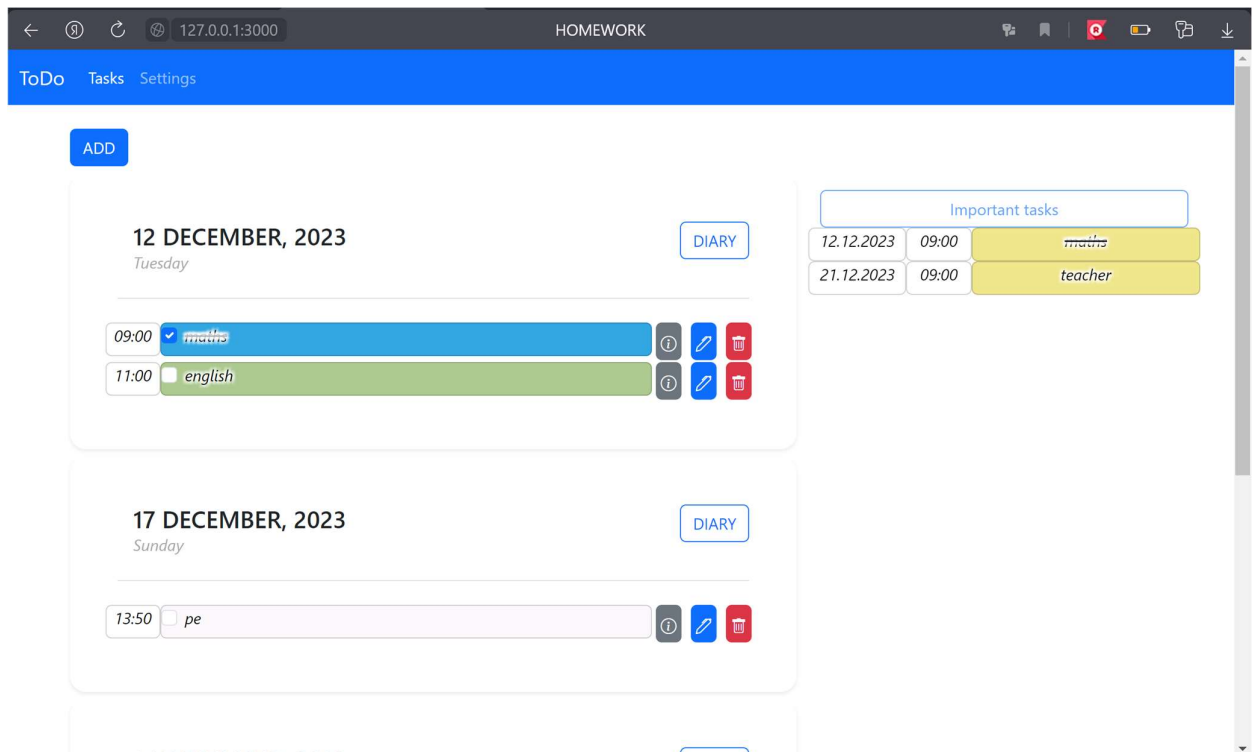 127.0.0.1:3000 HOMEWORK
ToDo Tasks Settings
ADD
12 DECEMBER, 2023 DIARY
Tuesday
09:00 maths
11:00 english
17 DECEMBER, 2023 DIARY
Sunday
13:50 pe
Important tasks
12.12.2023 09:00 maths
21.12.2023 09:00 teacher